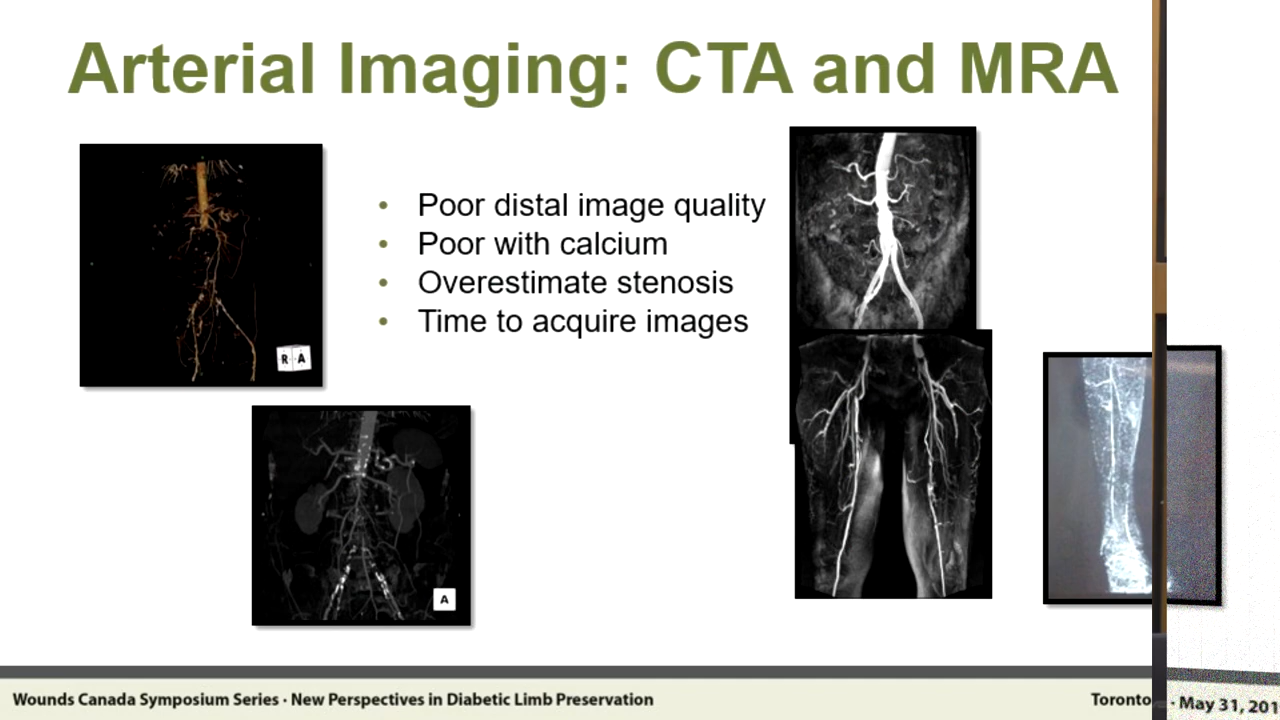 Arterial Imaging: CTA and MRA
• Poor distal image quality
• Poor with calcium
• Overestimate stenosis
• Time to acquire images
R A
A
Wounds Canada Symposium Series · New Perspectives in Diabetic Limb Preservation
Toronto · May 31, 201